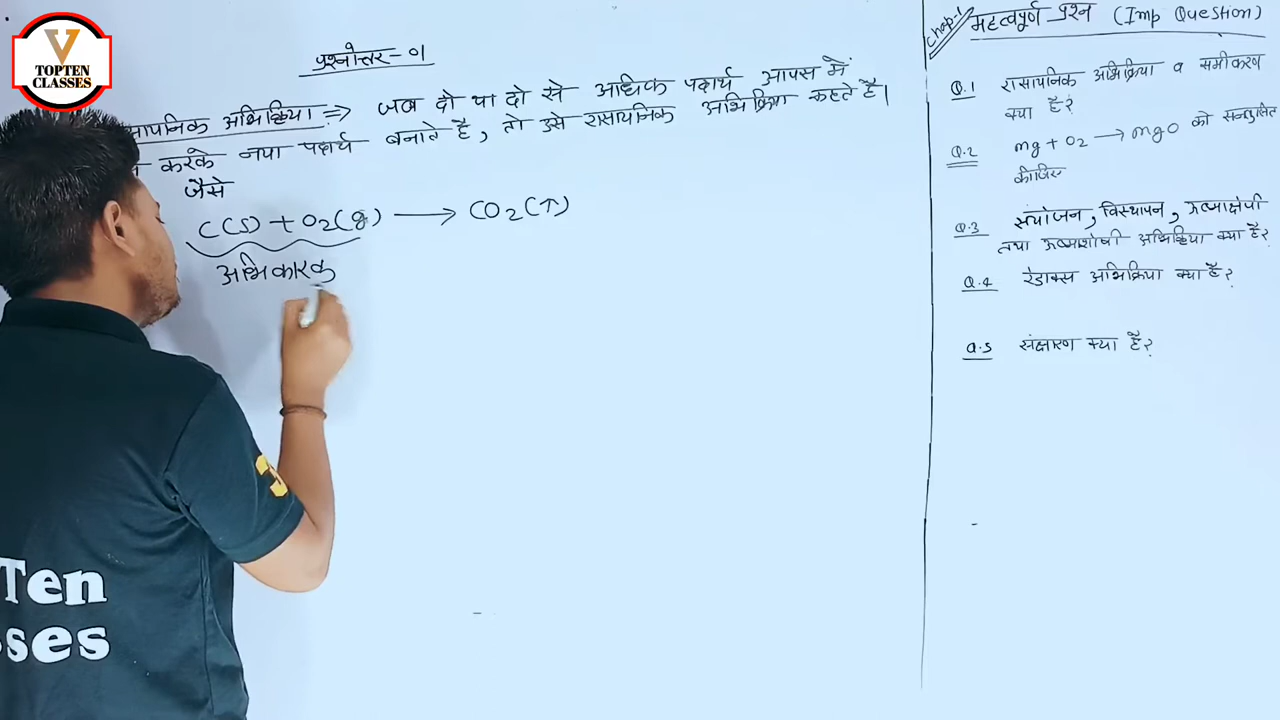 V
TOPTEN
CLASSES
प्रश्नोत्तर - 01
सायनिक अभिक्रिया ⇒ जब दो या दो से अधिक पदार्थ आपस में
करके नया पदार्थ बनाते है, तो उसे रासायनिक अभिक्रिया कहते है।
जैसे
C(s) + O2(g) ⟶ CO2(↑)
अभिकारक
Ten
sses
3
Chap-1
महत्वपूर्ण प्रश्न (Imp Question)
Q.1 रासायनिक अभिक्रिया व समीकरण
क्या है?
Q.2 Mg + O2 ⟶ MgO को सन्तुलित
कीजिए
Q.3 संयोजन, विस्थापन, ऊष्माक्षेपी
तथा ऊष्माशोषी अभिक्रिया क्या है?
Q.4 रेडाक्स अभिक्रिया क्या है?
Q.5 संक्षारण क्या है?